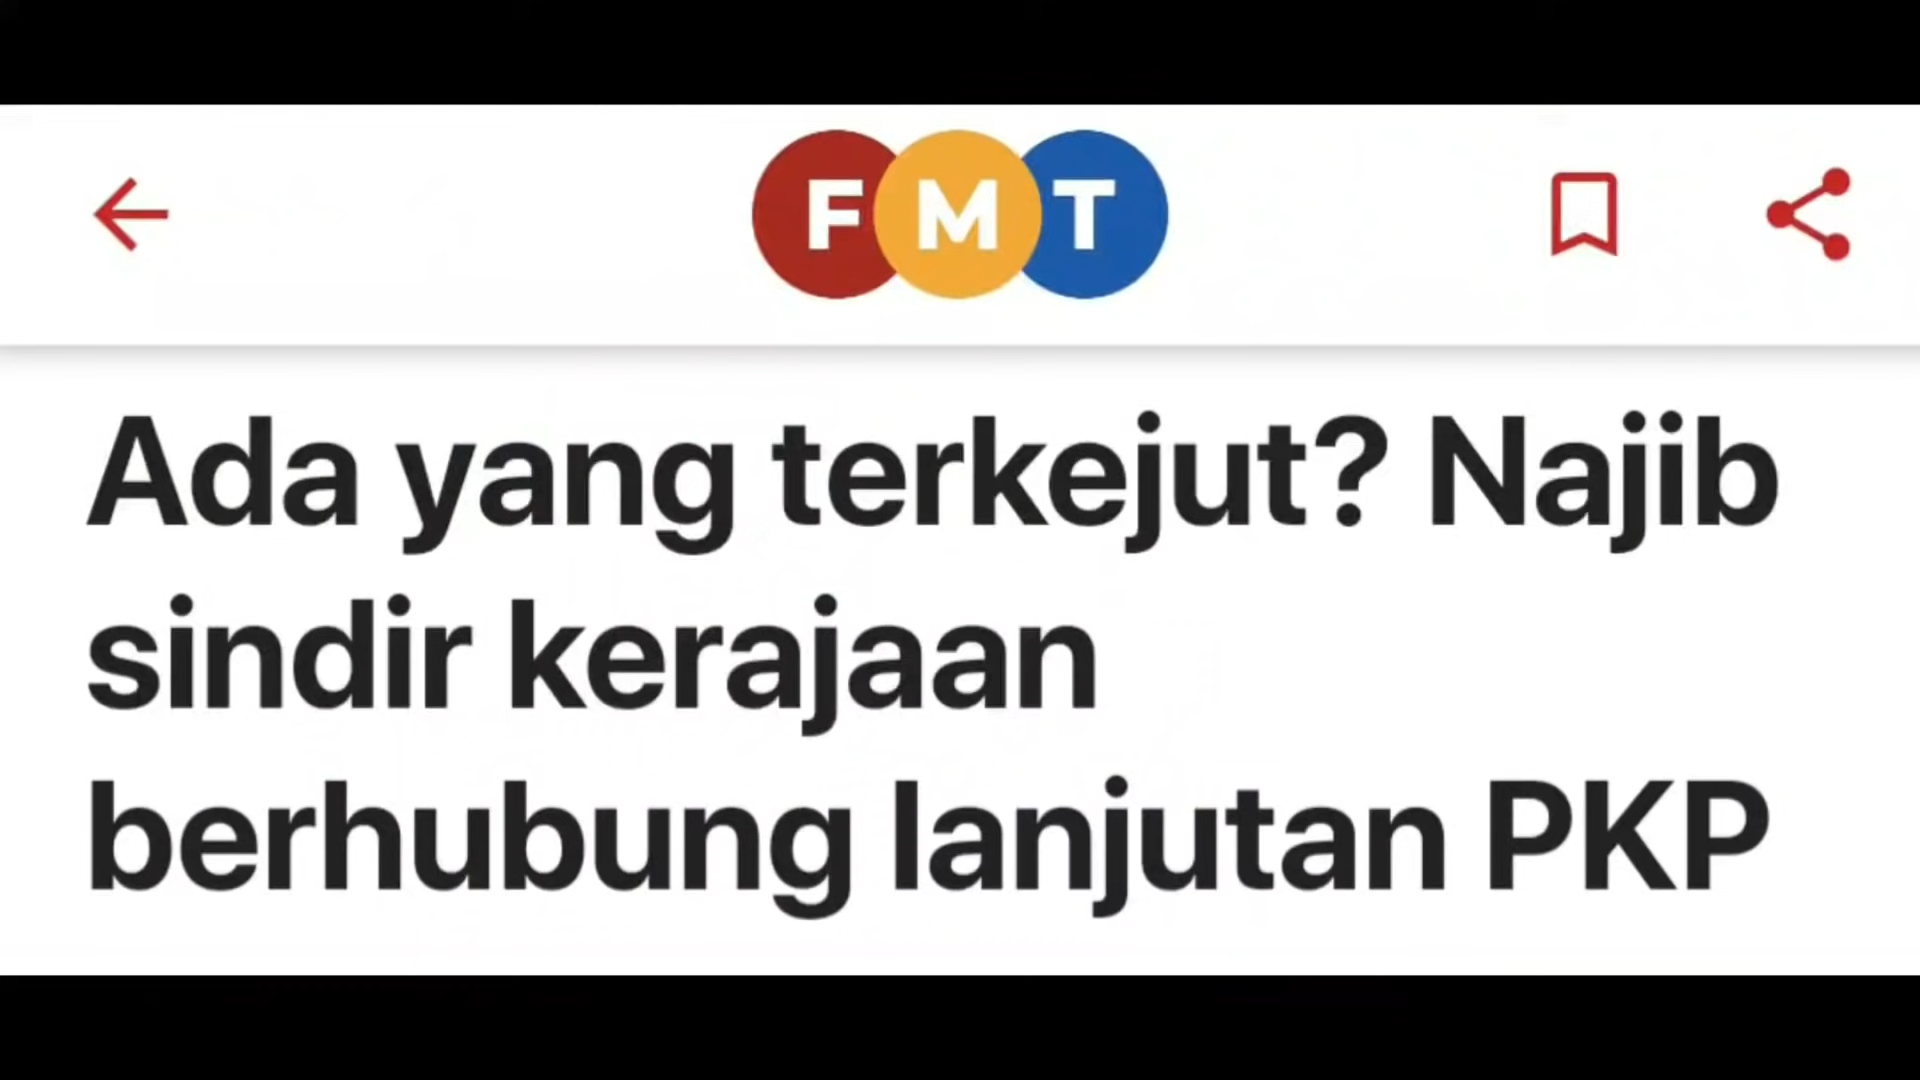 FMT
Ada yang terkejut? Najib
sindir kerajaan
berhubung lanjutan PKP